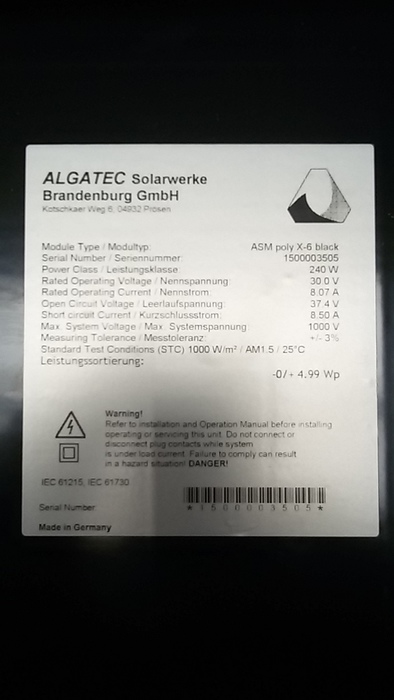 ALGATEC Solarwerke
Brandenburg GmbH
Kotschkaer Weg 6, 04932 Prösen
Module Type / Modultyp: ASM poly X-6 black
Serial Number / Seriennummer: 1500003505
Power Class / Leistungsklasse 240 W
Rated Operating Voltage / Nennspannung: 30.0 V
Rated Operating Current / Nennstrom: 8.07 A
Open Circuit Voltage / Leerlaufspannung: 37.4 V
Short circuit Current / Kurzschlussstrom: 8.50 A
Max. System Voltage / Max. Systemspannung 1000 V
Measuring Tolerance / Messtoleranz: +/- 3%
Standard Test Conditions (STC) 1000 W/m² / AM1.5 / 25°C
Leistungssortierung:
-0/+ 4.99 Wp
Warning!
Refer to Installation and Operation Manual before installing
operating or servicing this unit. Do not connect or
disconnect plug contacts while system
is under load current. Failure to comply can result
in a hazard situation! DANGER!
IEC 61215, IEC 61730
Serial Number
*1500003505*
Made in Germany